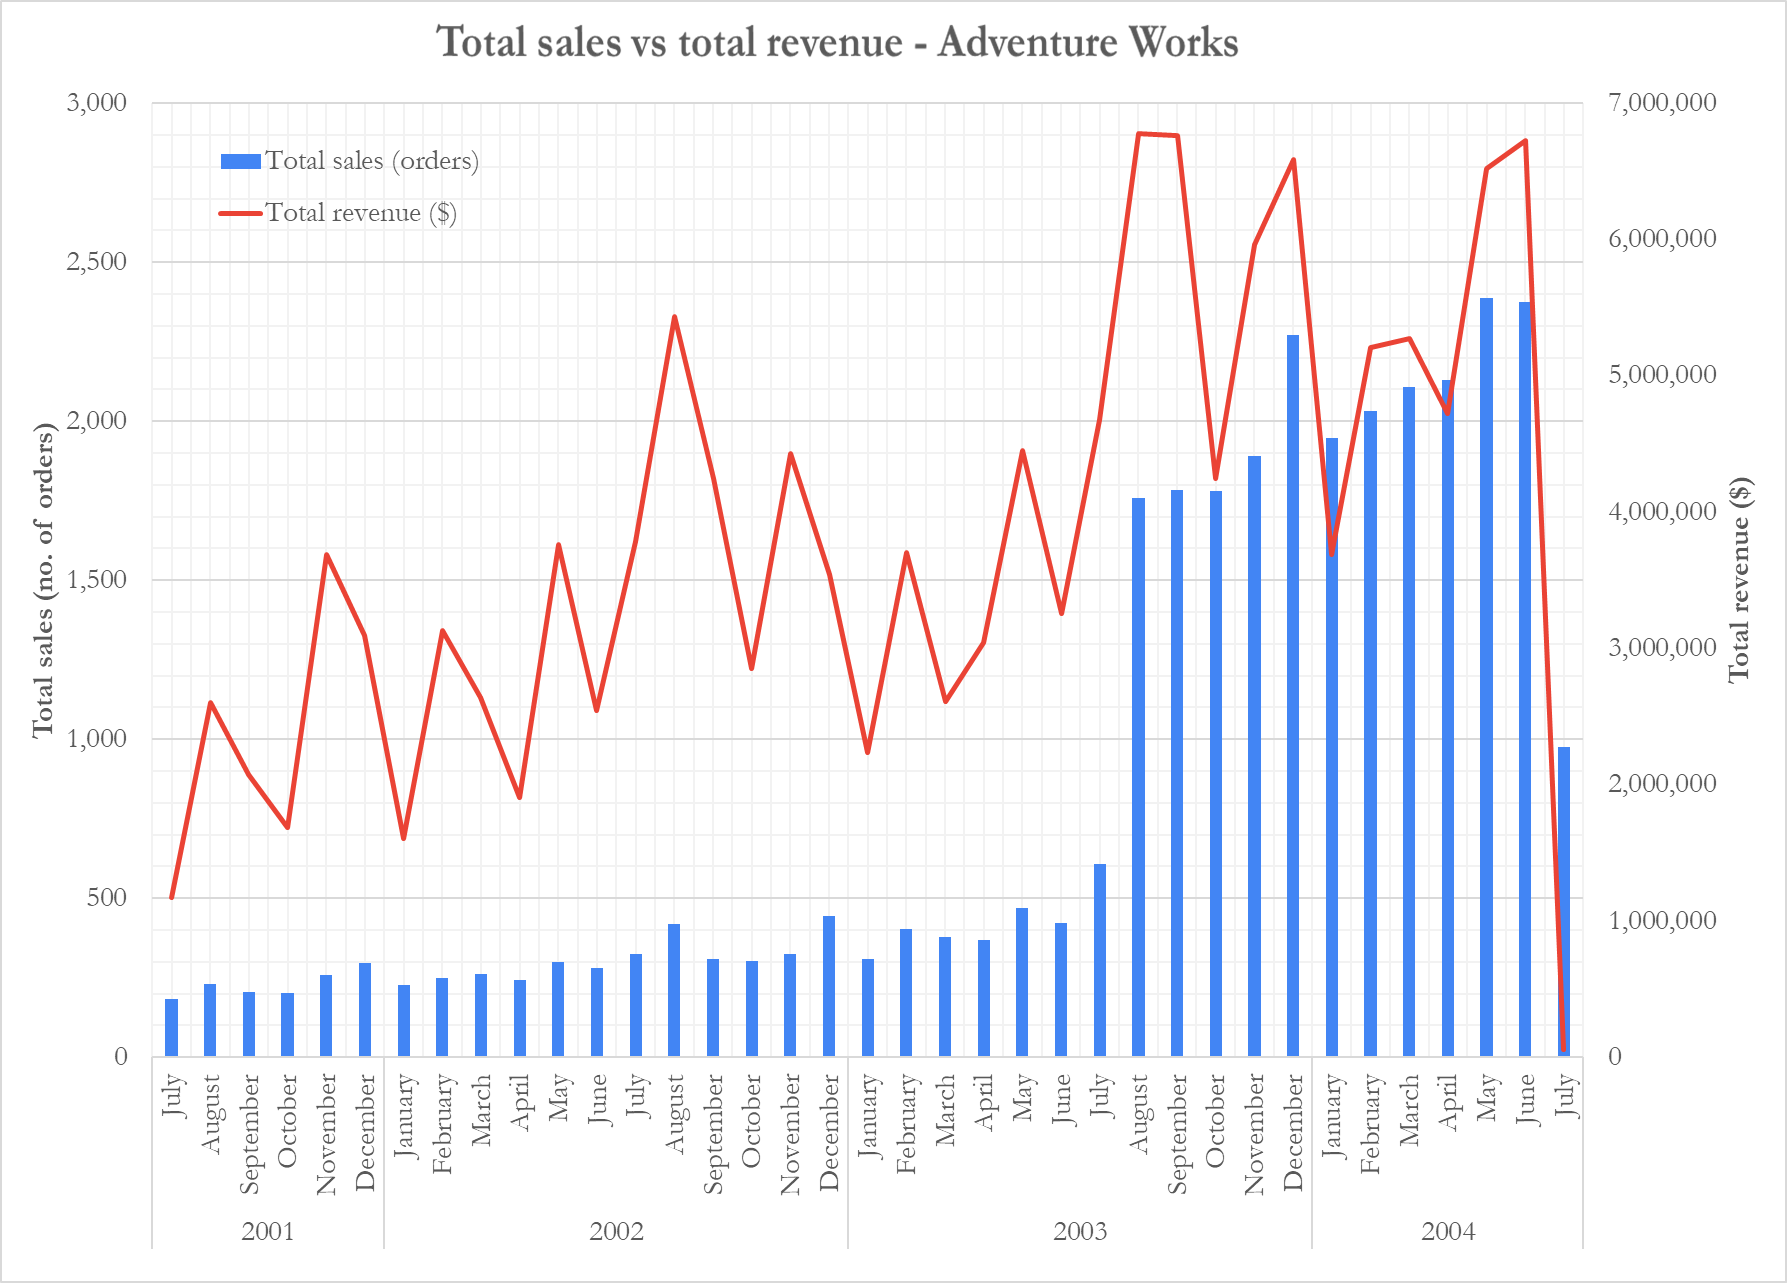 Total sales vs total revenue - Adventure Works
Total sales (orders)
Total revenue ($)
Total sales (no. of orders)
3,000
2,500
2,000
1,500
1,000
500
0
7,000,000
6,000,000
5,000,000
4,000,000
3,000,000
2,000,000
1,000,000
0
Total revenue ($)
July
August
September
October
November
December
January
February
March
April
May
June
July
August
September
October
November
December
January
February
March
April
May
June
July
August
September
October
November
December
January
February
March
April
May
June
July
2001
2002
2003
2004